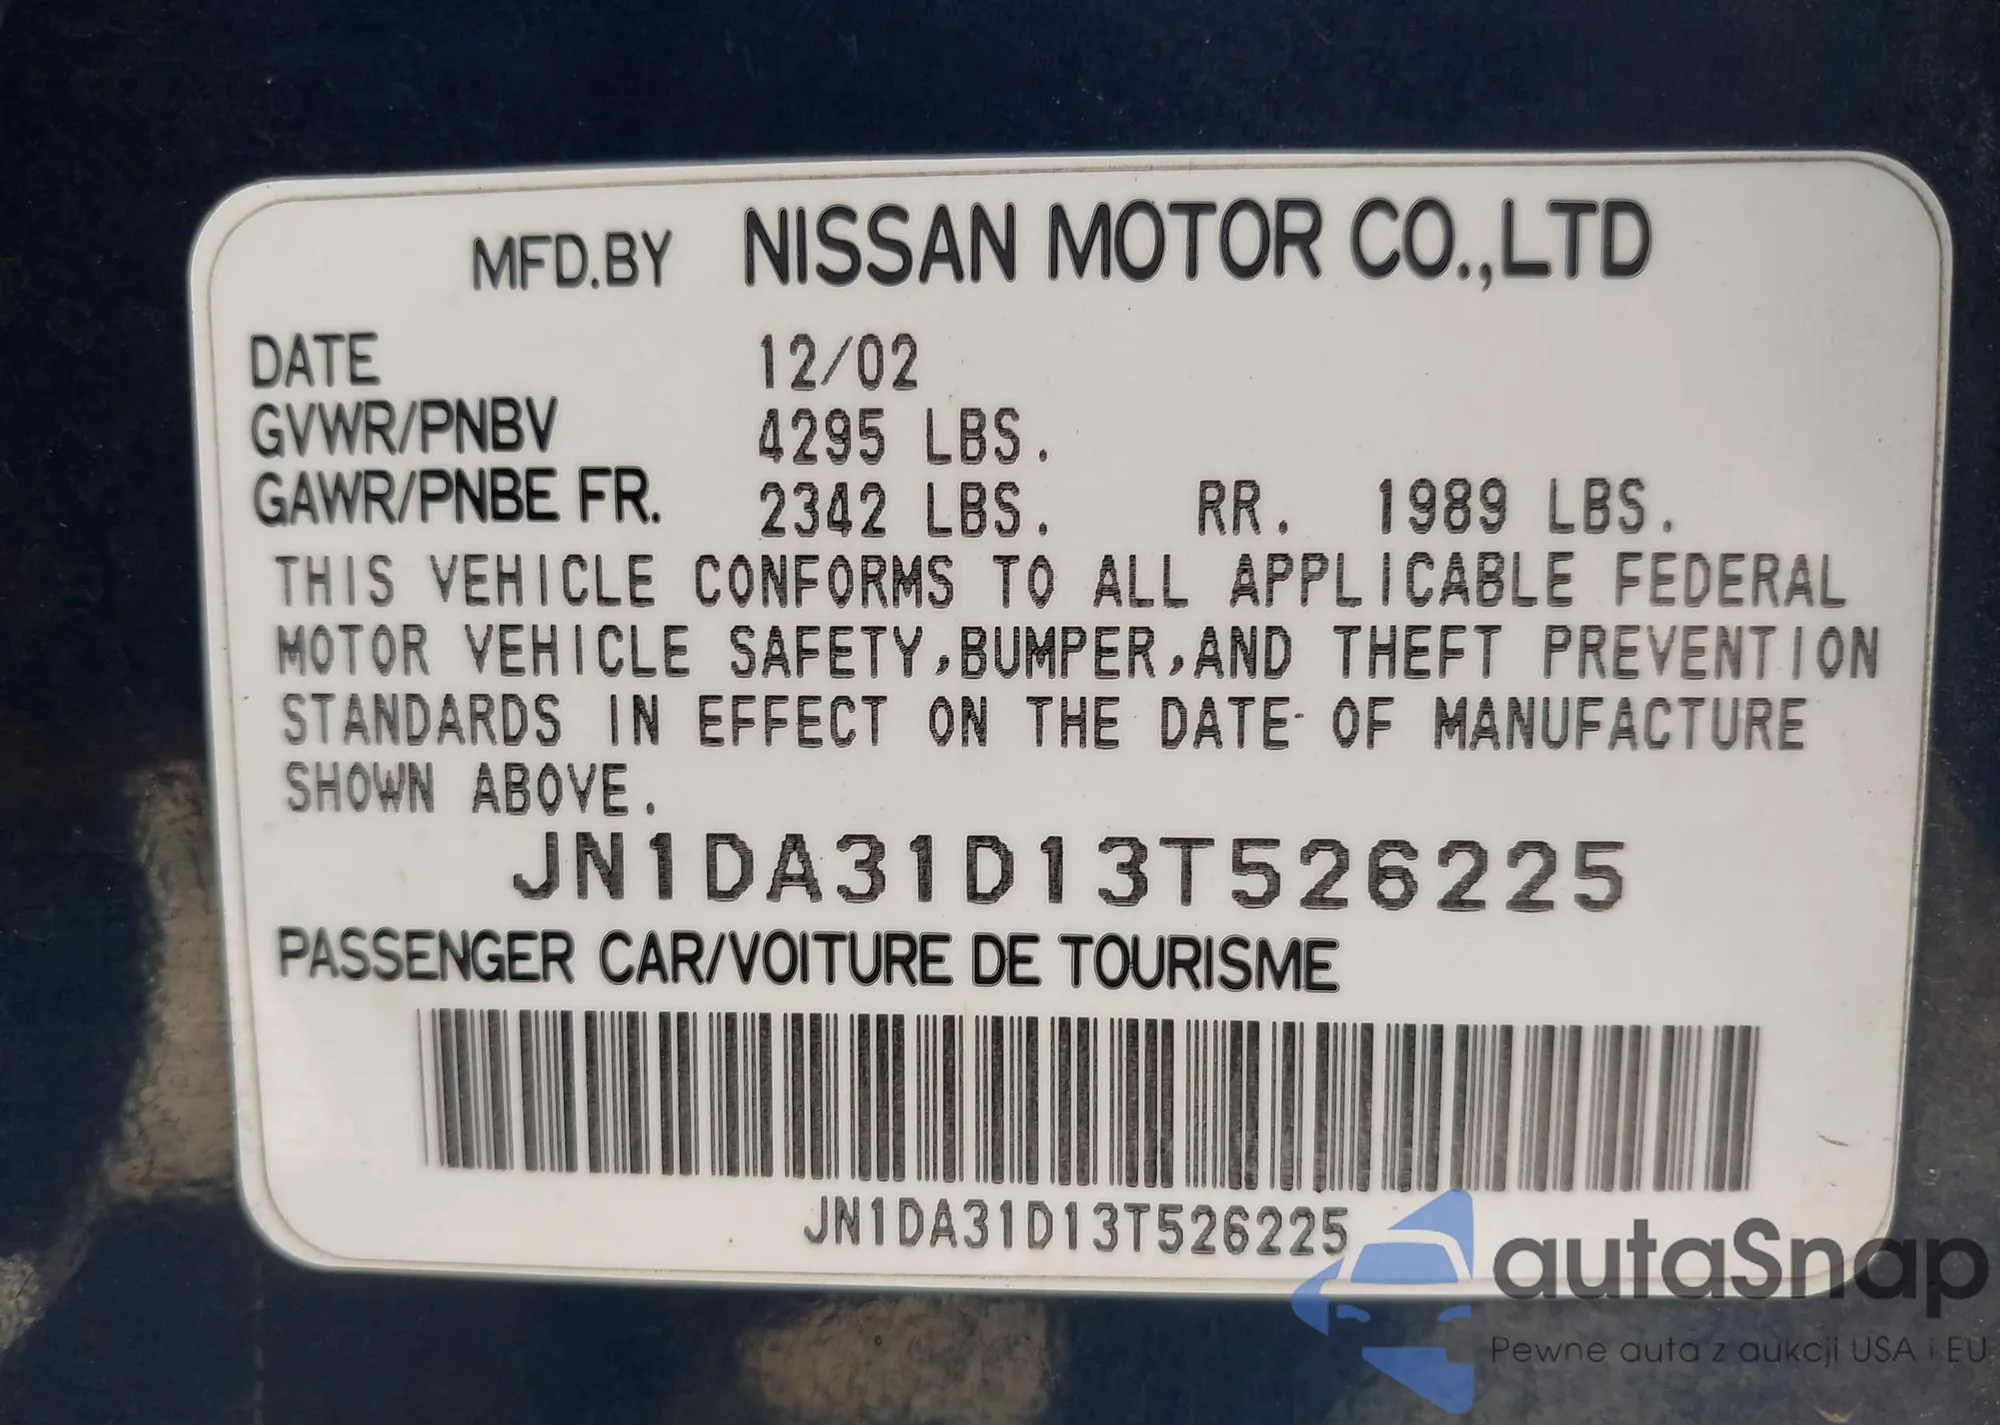 MFD.BY NISSAN MOTOR CO.,LTD
DATE 12/02
GVWR/PNBV 4295 LBS.
GAWR/PNBE FR. 2342 LBS. RR. 1989 LBS.
THIS VEHICLE CONFORMS TO ALL APPLICABLE FEDERAL
MOTOR VEHICLE SAFETY,BUMPER,AND THEFT PREVENTION
STANDARDS IN EFFECT ON THE DATE OF MANUFACTURE
SHOWN ABOVE.
JN1DA31D13T526225
PASSENGER CAR/VOITURE DE TOURISME
JN1DA31D13T526225
autaSnap
Pewne auta z aukcji USA i EU